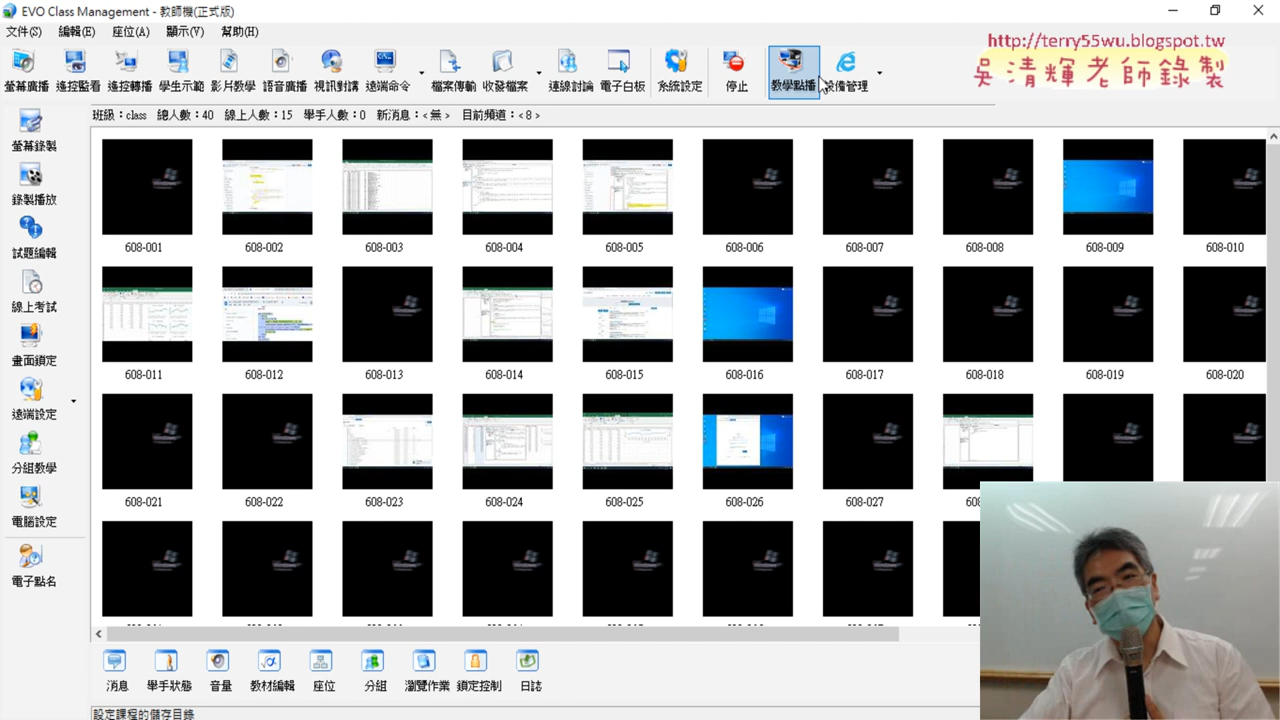 EVO Class Management - 教師機(正式版)
文件(S) 編輯(E) 座位(A) 顯示(V) 幫助(H)
http://terry55wu.blogspot.tw
吳清輝老師錄製
螢幕廣播 遙控監看 遙控轉播 學生示範 影片教學 語音廣播 視訊對講 遠端命令 檔案傳輸 收發檔案 連線討論 電子白板 系統設定 停止 教學點播 設備管理
班級：class 總人數：40 線上人數：15 舉手人數：0 新消息：<無> 目前頻道：<8>
螢幕錄製
錄製播放
試題編輯
線上考試
畫面鎖定
遠端設定
分組教學
電腦設定
電子點名
608-001 608-002 608-003 608-004 608-005 608-006 608-007 608-008 608-009 608-010
608-011 608-012 608-013 608-014 608-015 608-016 608-017 608-018 608-019 608-020
608-021 608-022 608-023 608-024 608-025 608-026 608-027
消息 舉手狀態 音量 教材編輯 座位 分組 瀏覽作業 鎖定控制 日誌
設定課程的儲存目錄